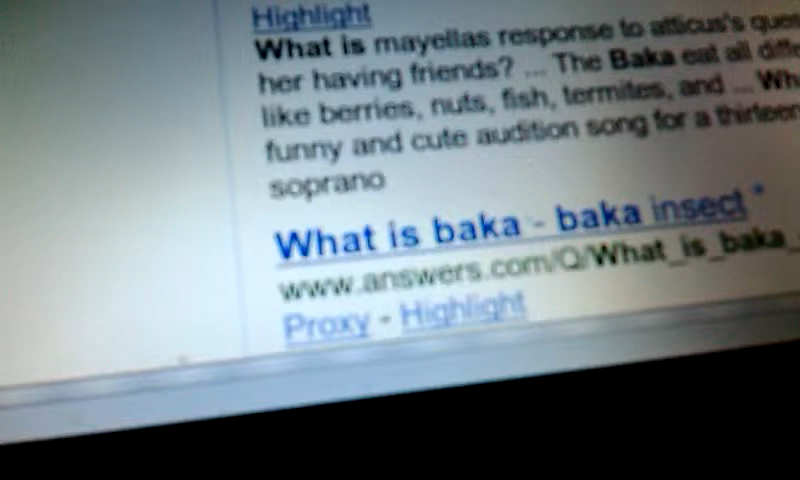 Highlight
What is mayellas response to atticus's
her having friends? ... The Baka eat all
like berries, nuts, fish, termites, and ...
funny and cute audition song for a thirteen
soprano
What is baka - baka insect
www.answers.com/Q/What_is_baka_
Proxy - Highlight